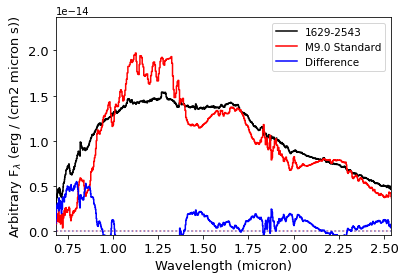 1e−14
1629-2543
M9.0 Standard
Difference
2.0
1.5
1.0
0.5
0.0
Arbitrary Fλ (erg / (cm2 micron s))
0.75 1.00 1.25 1.50 1.75 2.00 2.25 2.50
Wavelength (micron)